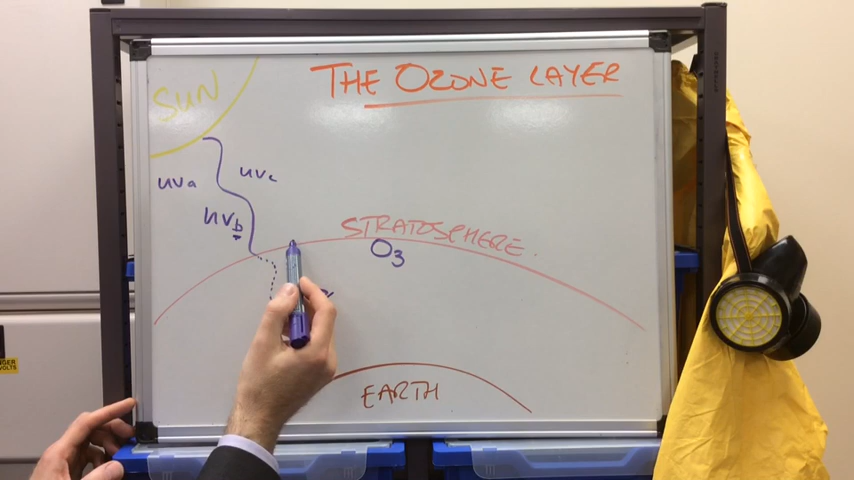 THE OZONE LAYER
SUN
UVc
UVa
UVb
STRATOSPHERE
O3
EARTH